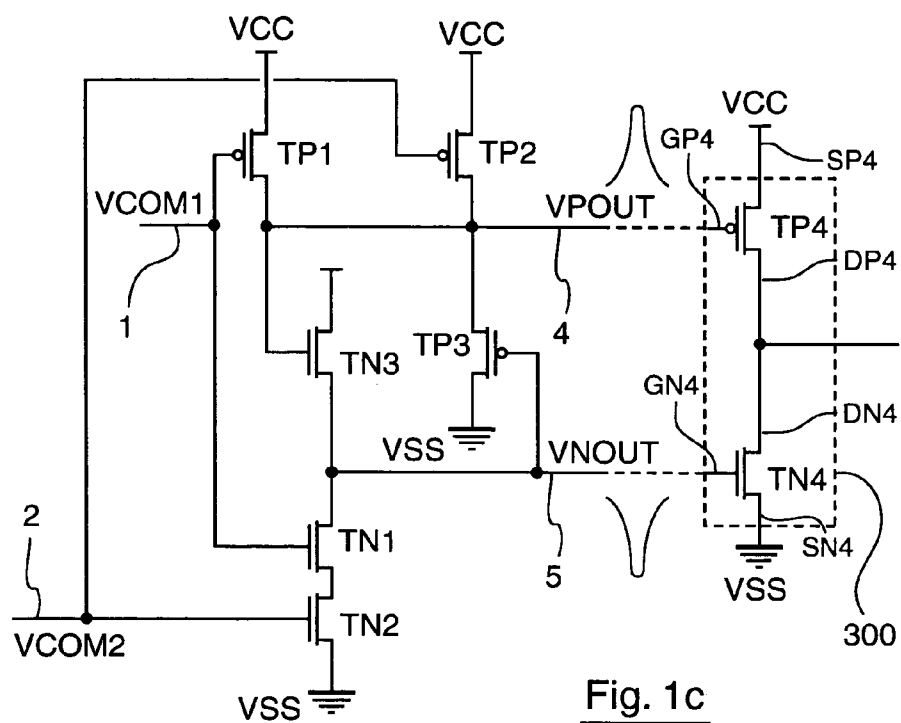 VCC
VCC
VCC
GP4
SP4
TP1
TP2
VCOM1
VPOUT
TP4
1
4
DP4
TN3
TP3
GN4
DN4
VSS
VNOUT
TN4
2
TN1
5
SN4
VSS
TN2
300
VCOM2
VSS
Fig. 1c